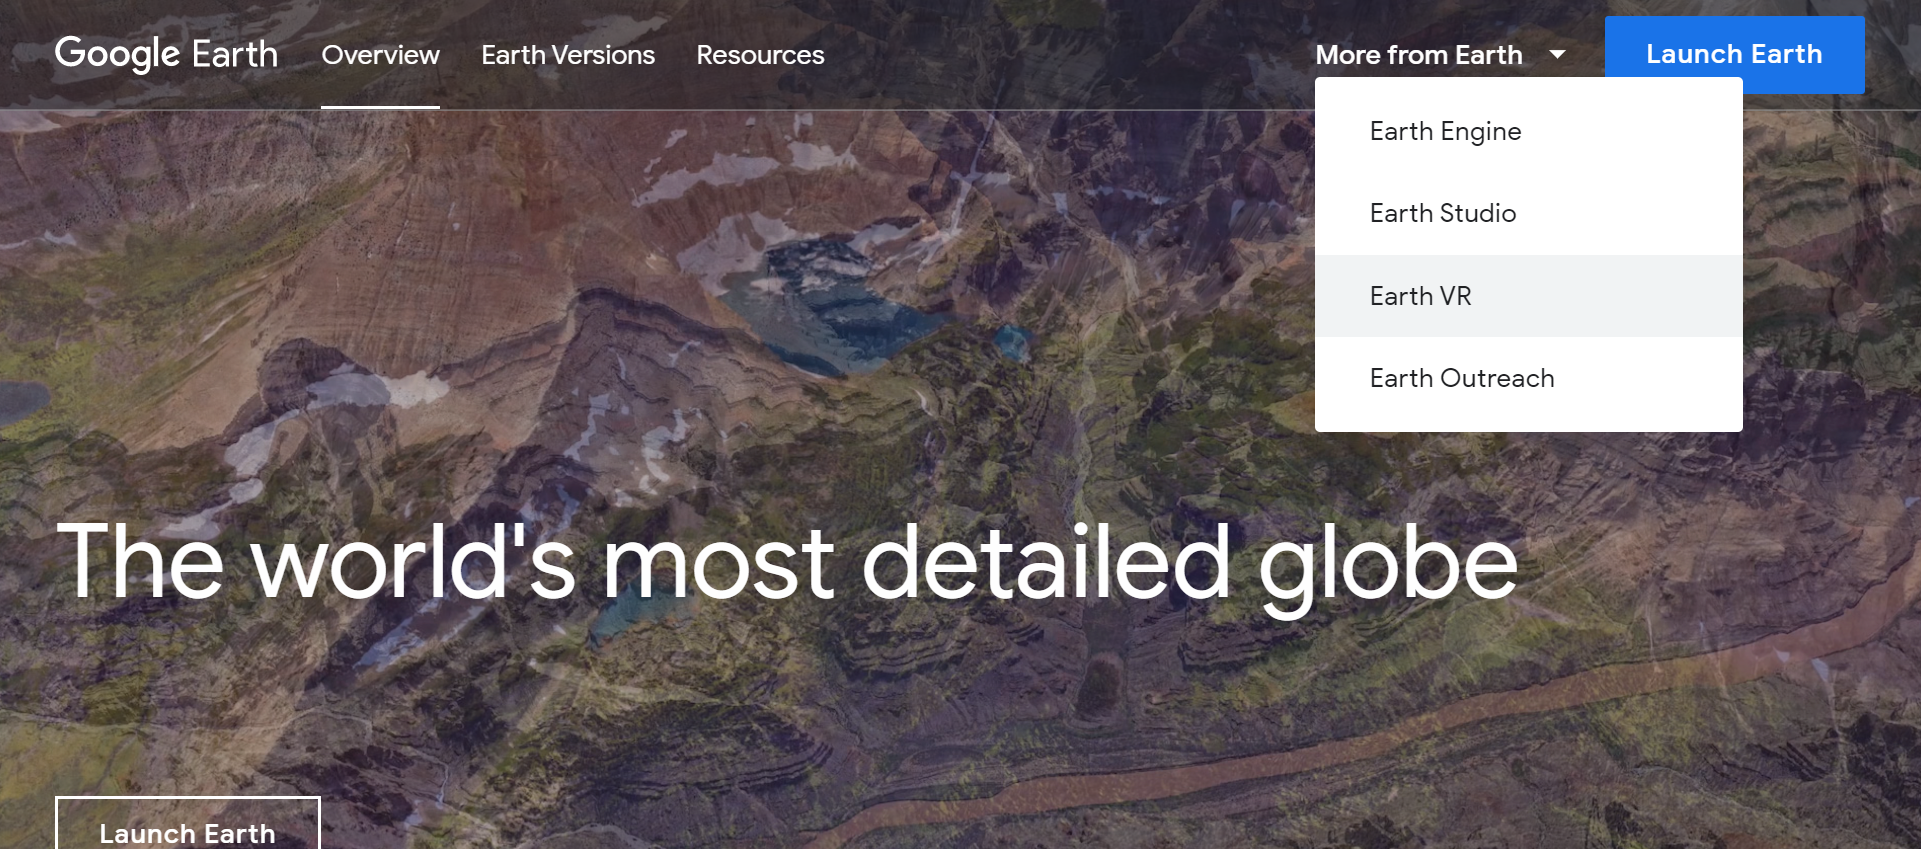 Google Earth
Overview
Earth Versions
Resources
More from Earth
Launch Earth
Earth Engine
Earth Studio
Earth VR
Earth Outreach
The world's most detailed globe
Launch Earth